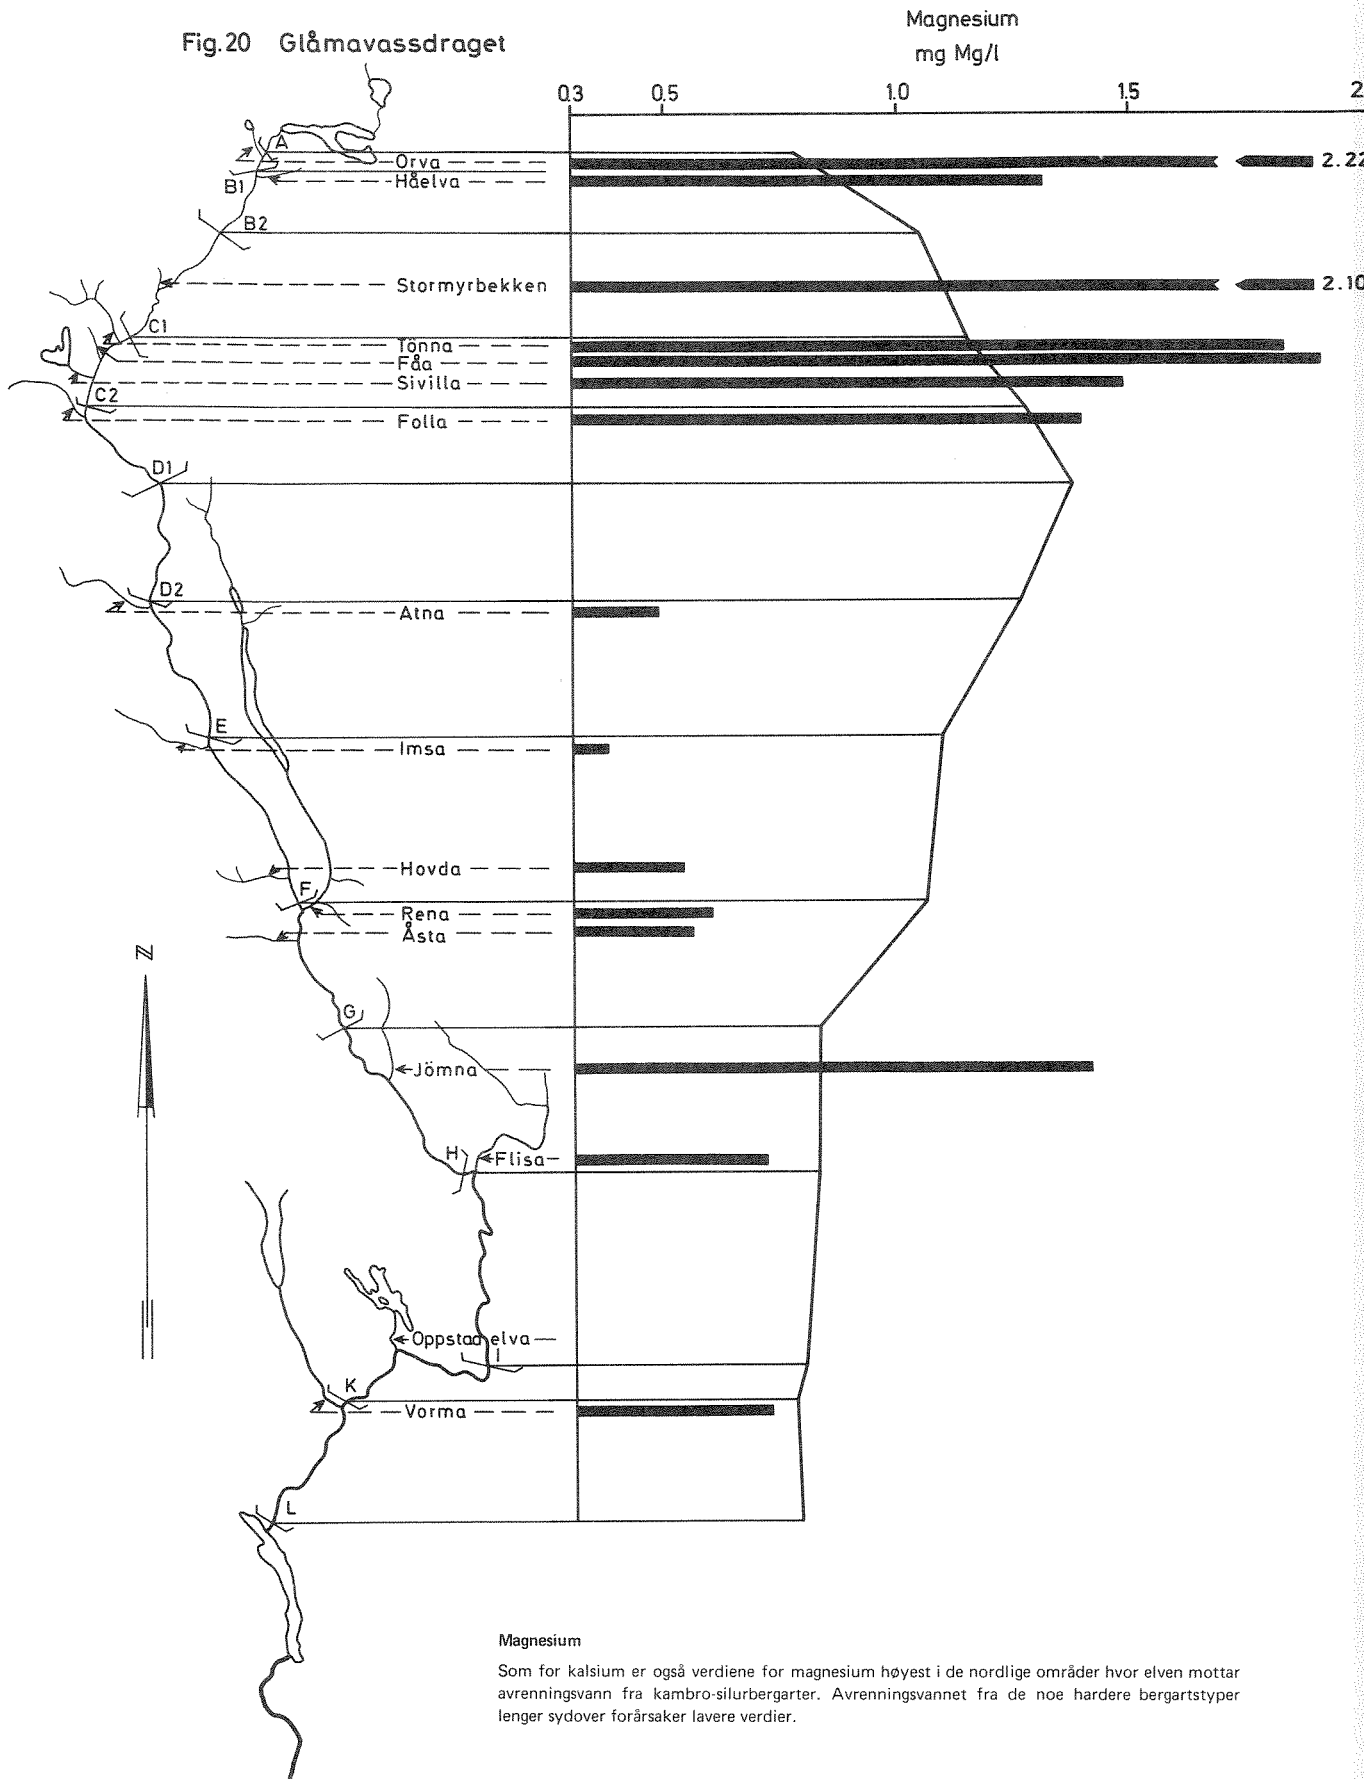 Fig.20 Glåmavassdraget
Magnesium
mg Mg/l
0.3 0.5 1.0 1.5
A
Orva 2.22
B1 Håelva
B2
Stormyrbekken 2.10
C1
Tönna
Fåa
Sivilla
C2
Folla
D1
D2
Atna
E
Imsa
Hovda
F
Rena
Åsta
N
G
Jömna
H Flisa
Oppstadelva
I
K
Vorma
L
Magnesium
Som for kalsium er også verdiene for magnesium høyest i de nordlige områder hvor elven mottar
avrenningsvann fra kambro-silurbergarter. Avrenningsvannet fra de noe hardere bergartstyper
lenger sydover forårsaker lavere verdier.